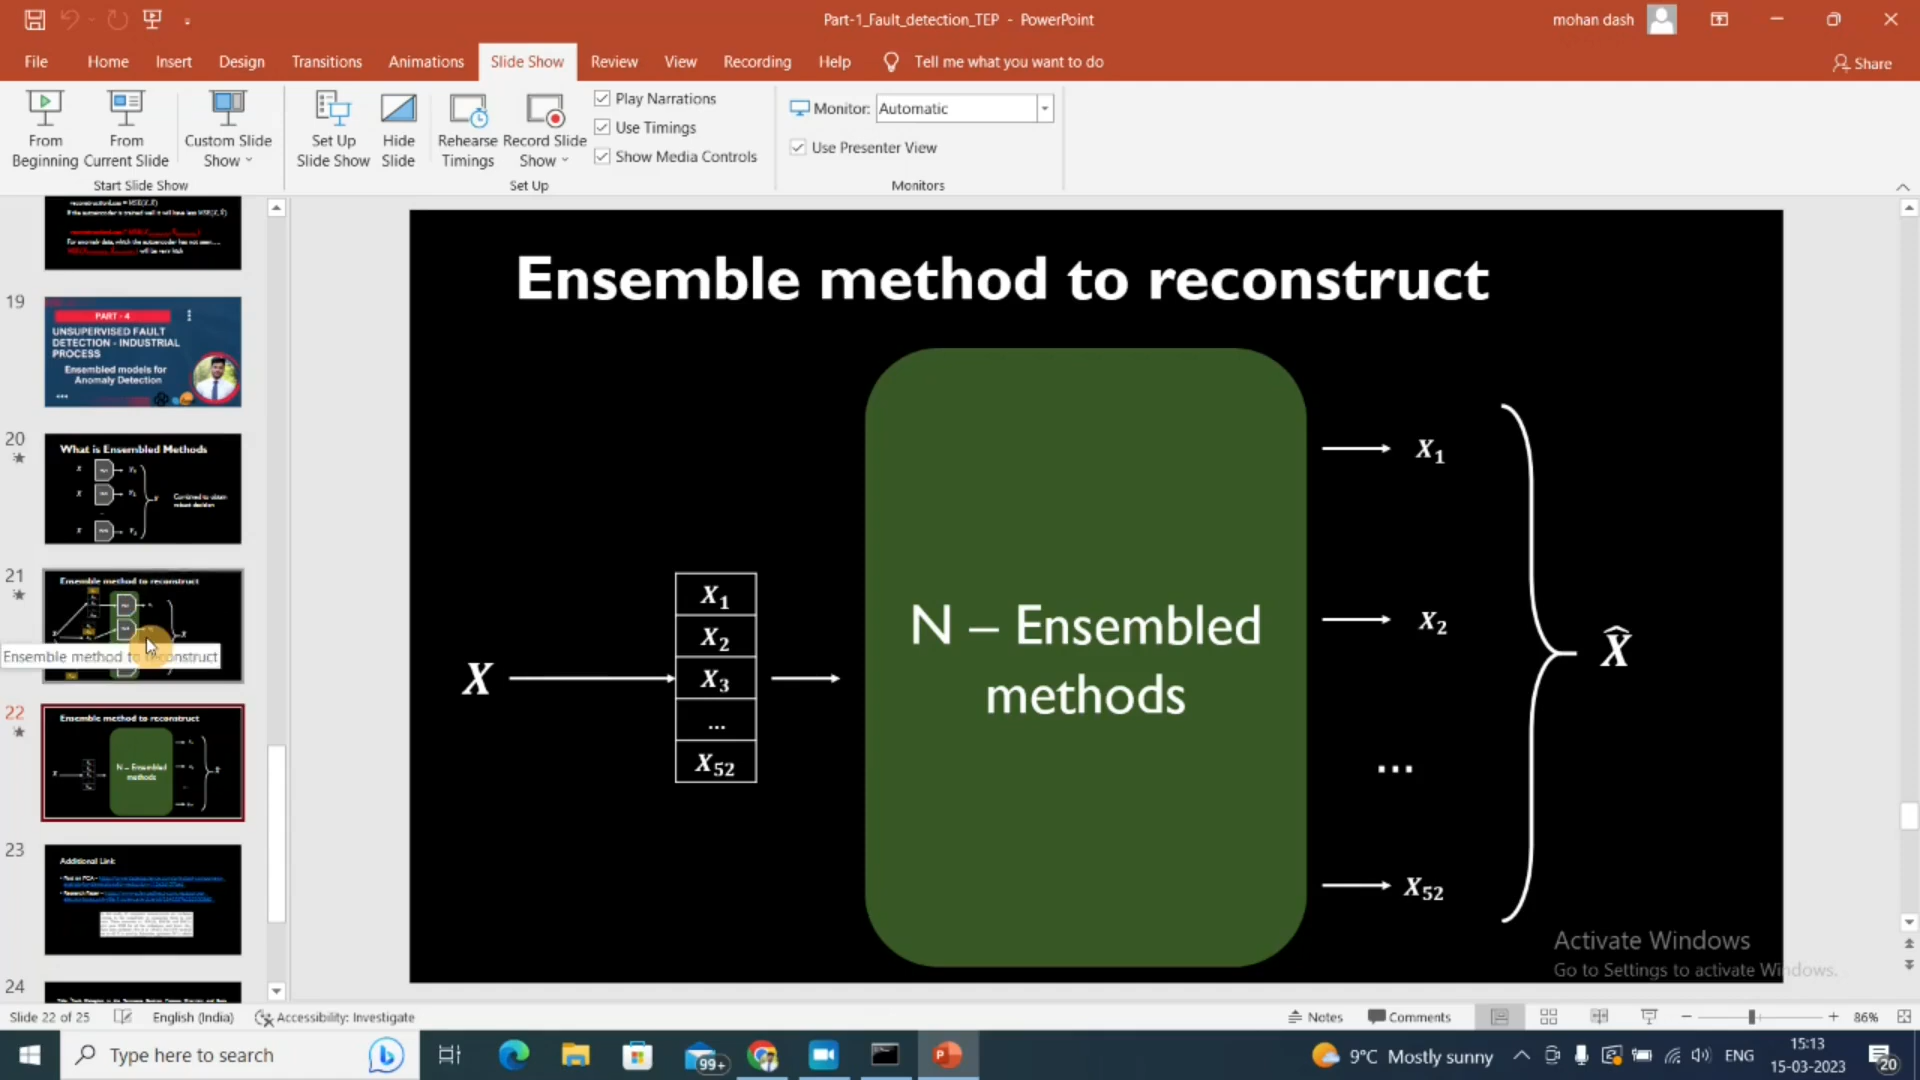 Part-1_Fault_detection_TEP - PowerPoint
mohan dash
File Home Insert Design Transitions Animations Slide Show Review View Recording Help Tell me what you want to do
Share
From Beginning
From Current Slide
Custom Slide Show
Set Up Slide Show
Hide Slide
Rehearse Timings
Record Slide Show
Play Narrations
Use Timings
Show Media Controls
Monitor: Automatic
Use Presenter View
Start Slide Show
Set Up
Monitors
19
PART - 4
UNSUPERVISED FAULT
DETECTION - INDUSTRIAL
PROCESS
Ensembled models for
Anomaly Detection
20
What is Ensembled Methods
21
Ensemble method to reconstruct
Ensemble method to reconstruct
22
Ensemble method to reconstruct
N – Ensembled
methods
23
Additional Link
24
Ensemble method to reconstruct
X
X1
X2
X3
...
X52
N – Ensembled
methods
X1
X2
...
X52
X̂
Activate Windows
Go to Settings to activate Windows.
Slide 22 of 25 English (India) Accessibility: Investigate
Notes Comments 86%
Type here to search
99+
9°C Mostly sunny
ENG
15:13
15-03-2023
20